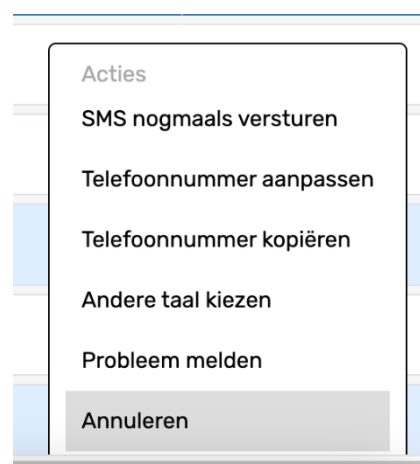 Acties
SMS nogmaals versturen
Telefoonnummer aanpassen
Telefoonnummer kopiëren
Andere taal kiezen
Probleem melden
Annuleren